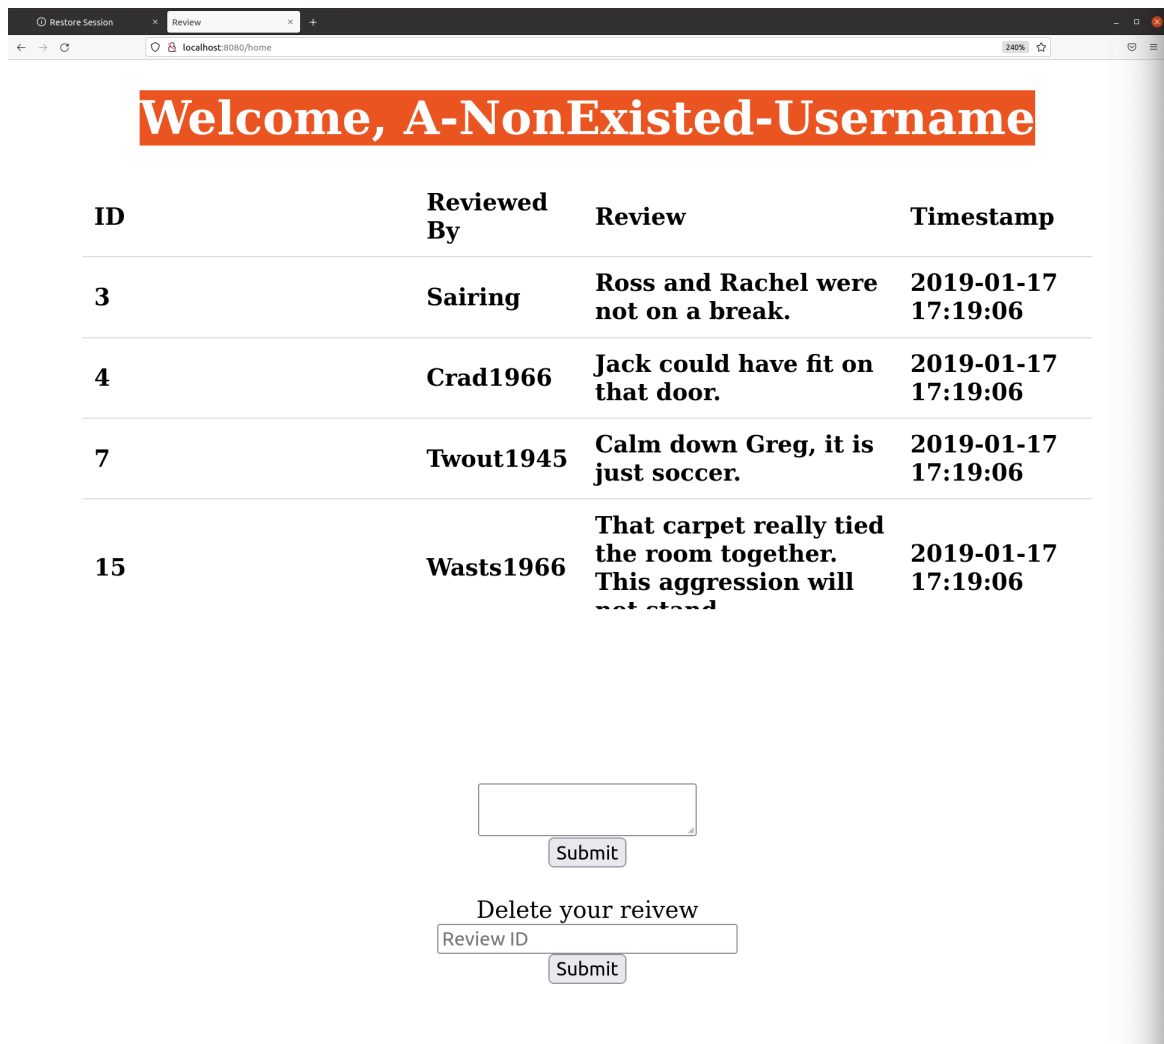 Restore Session
Review
localhost:8080/home
240%
Welcome, A-NonExisted-Username
ID Reviewed By Review Timestamp
3 Sairing Ross and Rachel were not on a break. 2019-01-17 17:19:06
4 Crad1966 Jack could have fit on that door. 2019-01-17 17:19:06
7 Twout1945 Calm down Greg, it is just soccer. 2019-01-17 17:19:06
15 Wasts1966 That carpet really tied the room together. This aggression will not stand 2019-01-17 17:19:06
Submit
Delete your reivew
Review ID
Submit